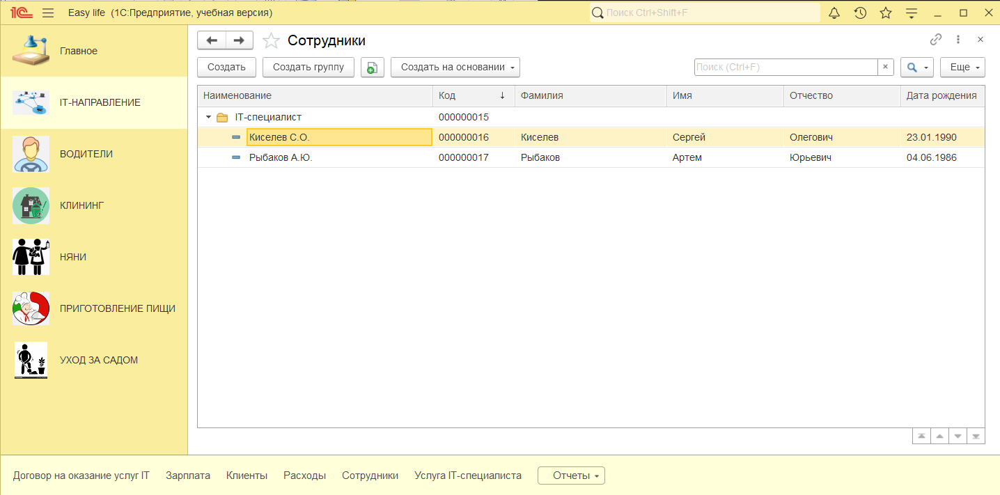 1С Easy life (1С:Предприятие, учебная версия) Поиск Ctrl+Shift+F
Главное
IT-НАПРАВЛЕНИЕ
ВОДИТЕЛИ
КЛИНИНГ
НЯНИ
ПРИГОТОВЛЕНИЕ ПИЩИ
УХОД ЗА САДОМ
Сотрудники
Создать Создать группу Создать на основании Поиск (Ctrl+F) × Еще
Наименование Код ↓ Фамилия Имя Отчество Дата рождения
IT-специалист 000000015
Киселев С.О. 000000016 Киселев Сергей Олегович 23.01.1990
Рыбаков А.Ю. 000000017 Рыбаков Артем Юрьевич 04.06.1986
Договор на оказание услуг IT Зарплата Клиенты Расходы Сотрудники Услуга IT-специалиста Отчеты